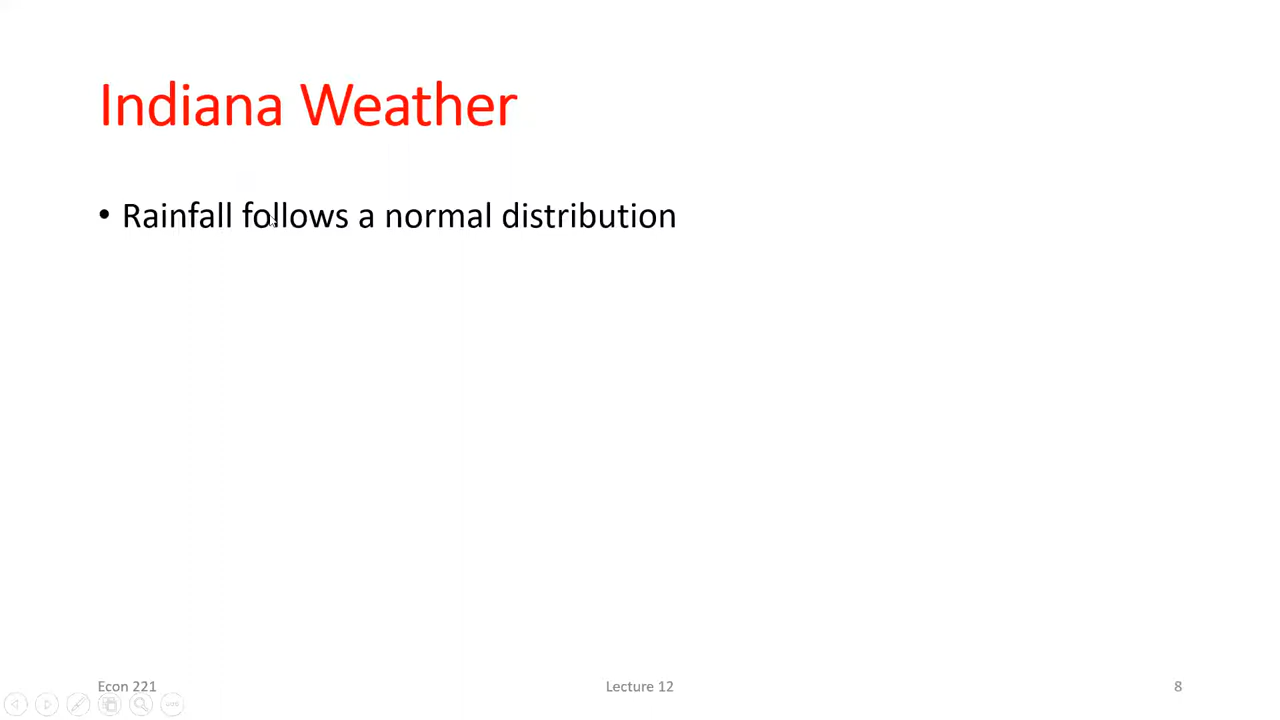 Indiana Weather
• Rainfall follows a normal distribution
Econ 221
Lecture 12
8